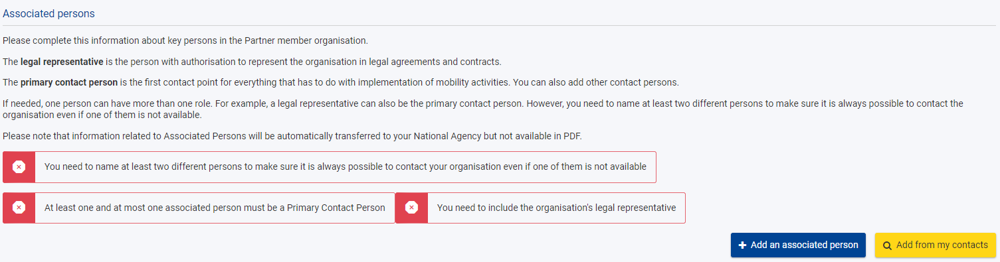 Associated persons
Please complete this information about key persons in the Partner member organisation.
The legal representative is the person with authorisation to represent the organisation in legal agreements and contracts.
The primary contact person is the first contact point for everything that has to do with implementation of mobility activities. You can also add other contact persons.
If needed, one person can have more than one role. For example, a legal representative can also be the primary contact person. However, you need to name at least two different persons to make sure it is always possible to contact the
organisation even if one of them is not available.
Please note that information related to Associated Persons will be automatically transferred to your National Agency but not available in PDF.
You need to name at least two different persons to make sure it is always possible to contact your organisation even if one of them is not available
At least one and at most one associated person must be a Primary Contact Person
You need to include the organisation's legal representative
Add an associated person
Add from my contacts